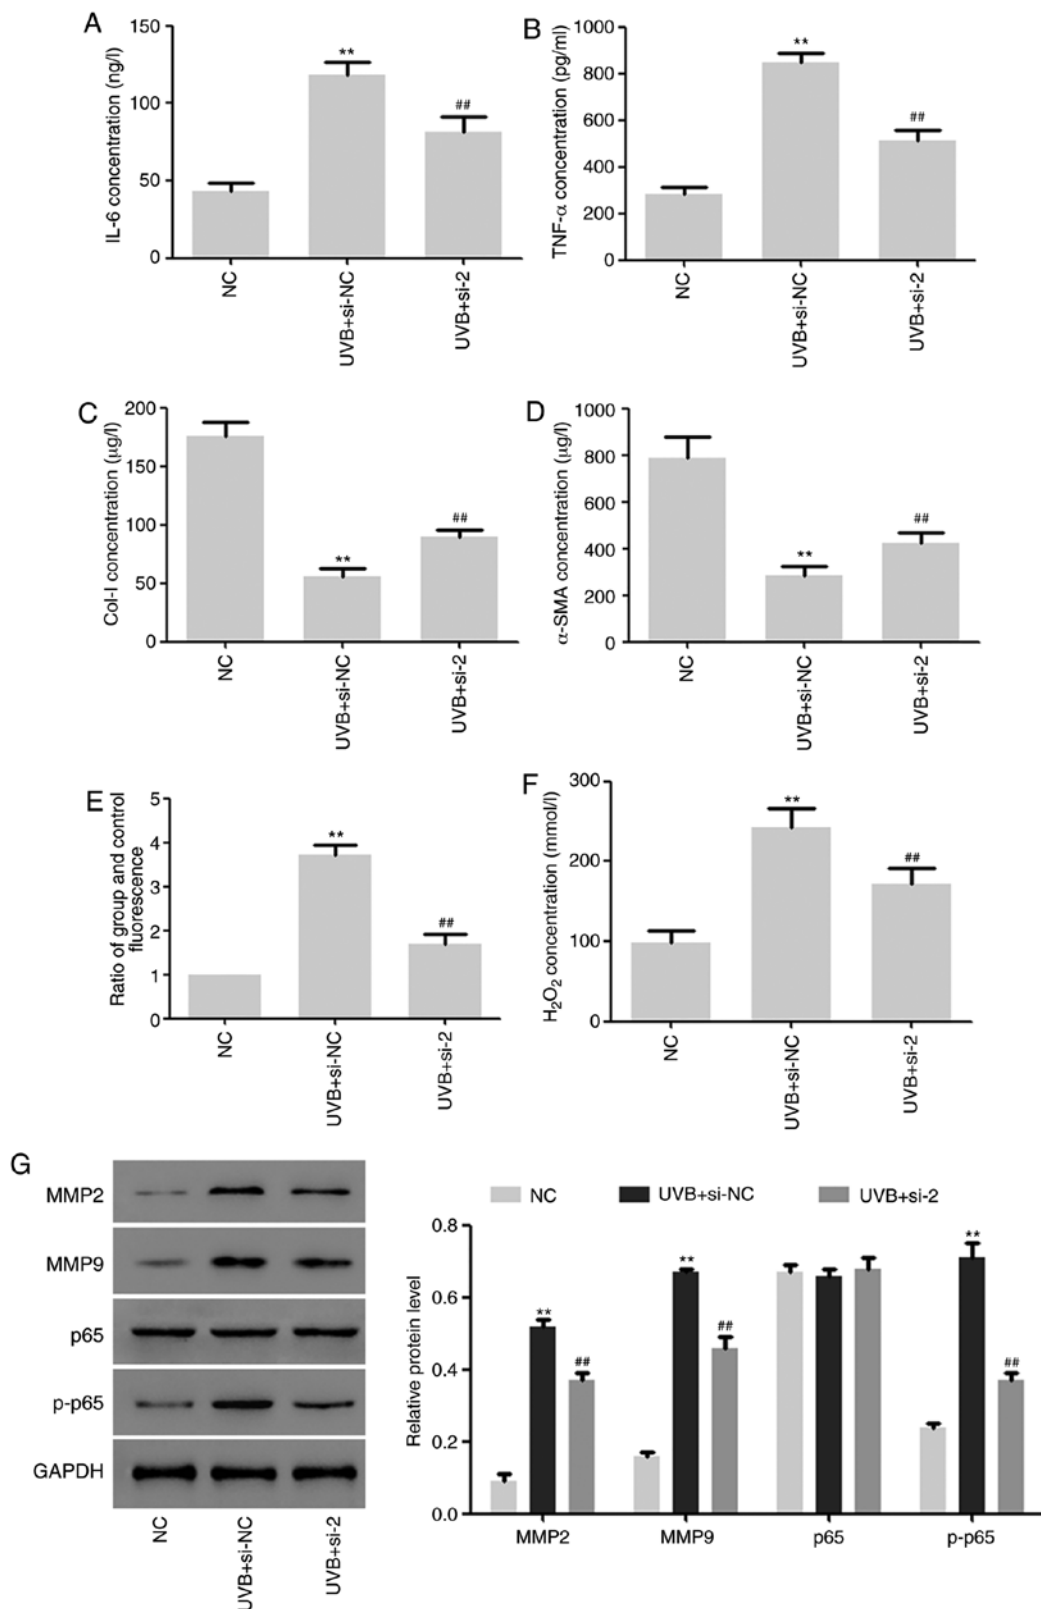 A
IL-6 concentration (ng/l)
150
100
50
0
**
##
NC
UVB+si-NC
UVB+si-2
B
TNF-α concentration (pg/ml)
1000
800
600
400
200
0
**
##
NC
UVB+si-NC
UVB+si-2
C
Col-I concentration (μg/l)
200
150
100
50
0
**
##
NC
UVB+si-NC
UVB+si-2
D
α-SMA concentration (μg/l)
1000
800
600
400
200
0
**
##
NC
UVB+si-NC
UVB+si-2
E
Ratio of group and control
fluorescence
5
4
3
2
1
0
**
##
NC
UVB+si-NC
UVB+si-2
F
H₂O₂ concentration (mmol/l)
300
200
100
0
**
##
NC
UVB+si-NC
UVB+si-2
G
MMP2
MMP9
p65
p-p65
GAPDH
NC
UVB+si-NC
UVB+si-2
NC
UVB+si-NC
UVB+si-2
Relative protein level
0.8
0.6
0.4
0.2
0.0
**
##
**
##
**
##
MMP2
MMP9
p65
p-p65